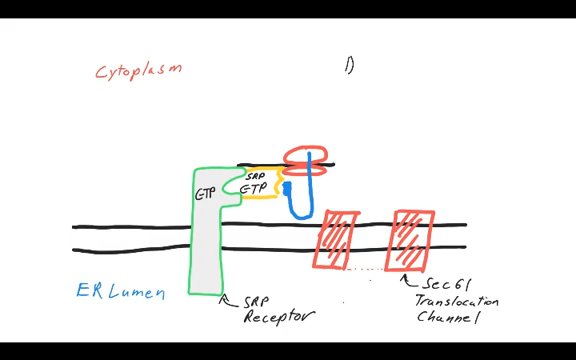 Cytoplasm
1)
SRP
GTP
GTP
ER Lumen
SRP
Receptor
Sec61
Translocation
Channel